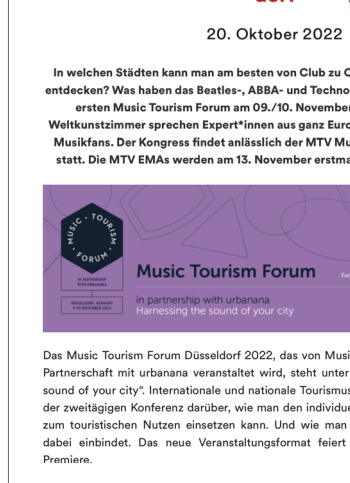 20. Oktober 2022
In welchen Städten kann man am besten von Club zu
entdecken? Was haben das Beatles-, ABBA- und Techno
ersten Music Tourism Forum am 09./10. November
Weltkunstzimmer sprechen Expert*innen aus ganz Euro
Musikfans. Der Kongress findet anlässlich der MTV Mu
statt. Die MTV EMAs werden am 13. November erstma
MUSIC · TOURISM
· FORUM ·
IN PARTNERSHIP
WITH URBANANA
DÜSSELDORF, GERMANY
9-10 NOVEMBER 2022
Music Tourism Forum
For
in partnership with urbanana
Harnessing the sound of your city
Das Music Tourism Forum Düsseldorf 2022, das von Musi
Partnerschaft mit urbanana veranstaltet wird, steht unter
sound of your city“. Internationale und nationale Tourismus
der zweitägigen Konferenz darüber, wie man den individue
zum touristischen Nutzen einsetzen kann. Und wie man
dabei einbindet. Das neue Veranstaltungsformat feiert
Premiere.